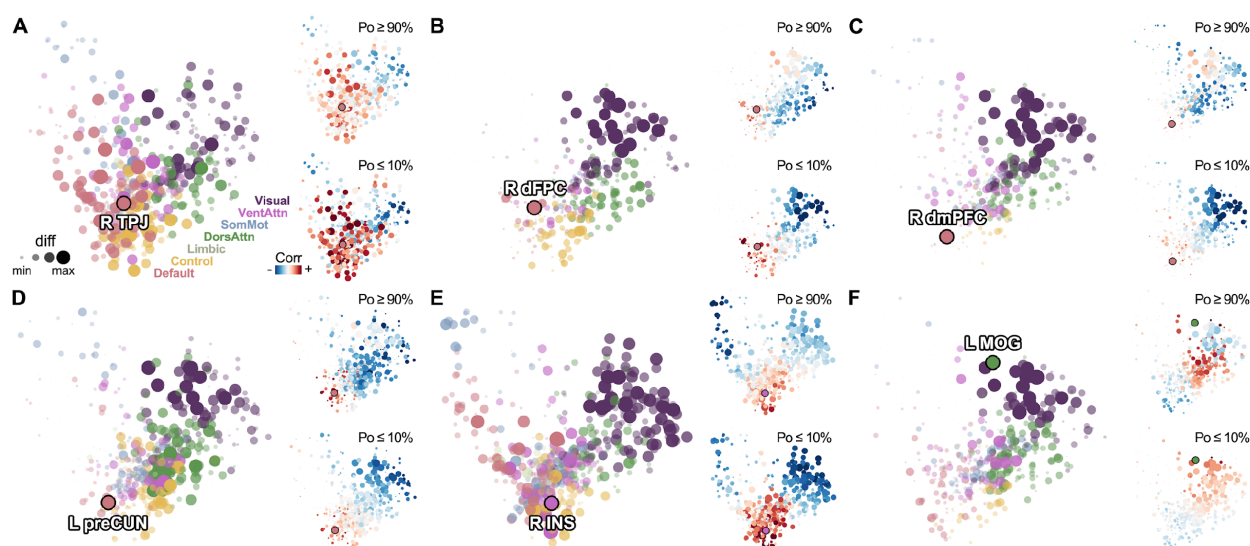 A
Po ≥ 90%
R TPJ
Po ≤ 10%
Visual
VentAttn
SomMot
DorsAttn
Limbic
Control
Default
diff
min
max
Corr
- +
B
Po ≥ 90%
R dFPC
Po ≤ 10%
C
Po ≥ 90%
R dmPFC
Po ≤ 10%
D
Po ≥ 90%
L preCUN
Po ≤ 10%
E
Po ≥ 90%
R INS
Po ≤ 10%
F
Po ≥ 90%
L MOG
Po ≤ 10%